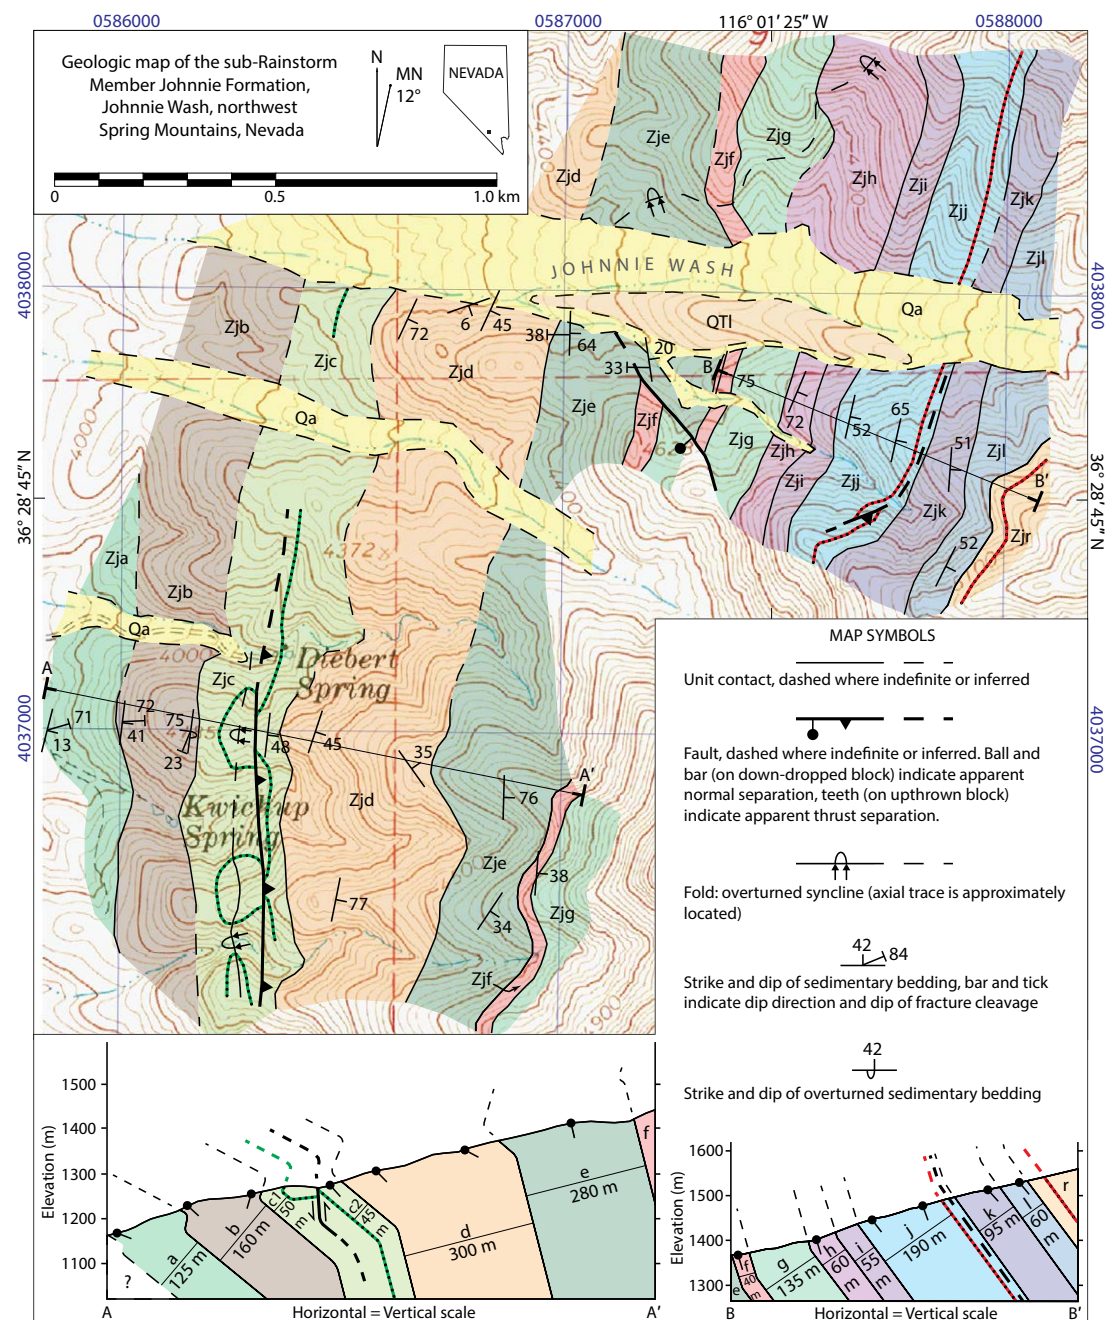 0586000
0587000
116° 01′ 25″ W
0588000
Geologic map of the sub-Rainstorm
Member Johnnie Formation,
Johnnie Wash, northwest
Spring Mountains, Nevada
N
MN
12°
NEVADA
0
0.5
1.0 km
Zje
Zjf
Zjg
Zjd
Zjh
Zji
Zjj
Zjk
Zjl
4038000
4038000
JOHNNIE WASH
Qa
QTl
Zjb
Zjc
72
6
45
38
64
20
33
B
75
Zjd
Qa
Zje
Zjf
Zjg
72
Zjh
Zji
52
65
Zjj
51
Zjl
B′
Zjk
Zjr
52
4000
4400
4372
36° 28′ 45″ N
36° 28′ 45″ N
Zja
Zjb
Qa
4000
Diebert
Spring
Zjc
A
71
13
72
41
75
23
48
45
35
A′
76
4037000
4037000
Kwichup
Spring
Zjd
Zje
38
Zjg
34
77
Zjf
4900
MAP SYMBOLS
Unit contact, dashed where indefinite or inferred
Fault, dashed where indefinite or inferred. Ball and
bar (on down-dropped block) indicate apparent
normal separation, teeth (on upthrown block)
indicate apparent thrust separation.
Fold: overturned syncline (axial trace is approximately
located)
42
84
Strike and dip of sedimentary bedding, bar and tick
indicate dip direction and dip of fracture cleavage
42
Strike and dip of overturned sedimentary bedding
Elevation (m)
1500
1400
1300
1200
1100
?
a
125 m
b
160 m
c1
50
m
c2
45
m
d
300 m
e
280 m
f
A
Horizontal = Vertical scale
A′
Elevation (m)
1600
1500
1400
1300
e
f
40
m
g
135 m
h
60
m
i
55
m
j
190 m
k
95 m
l
60
m
r
B
Horizontal = Vertical scale
B′